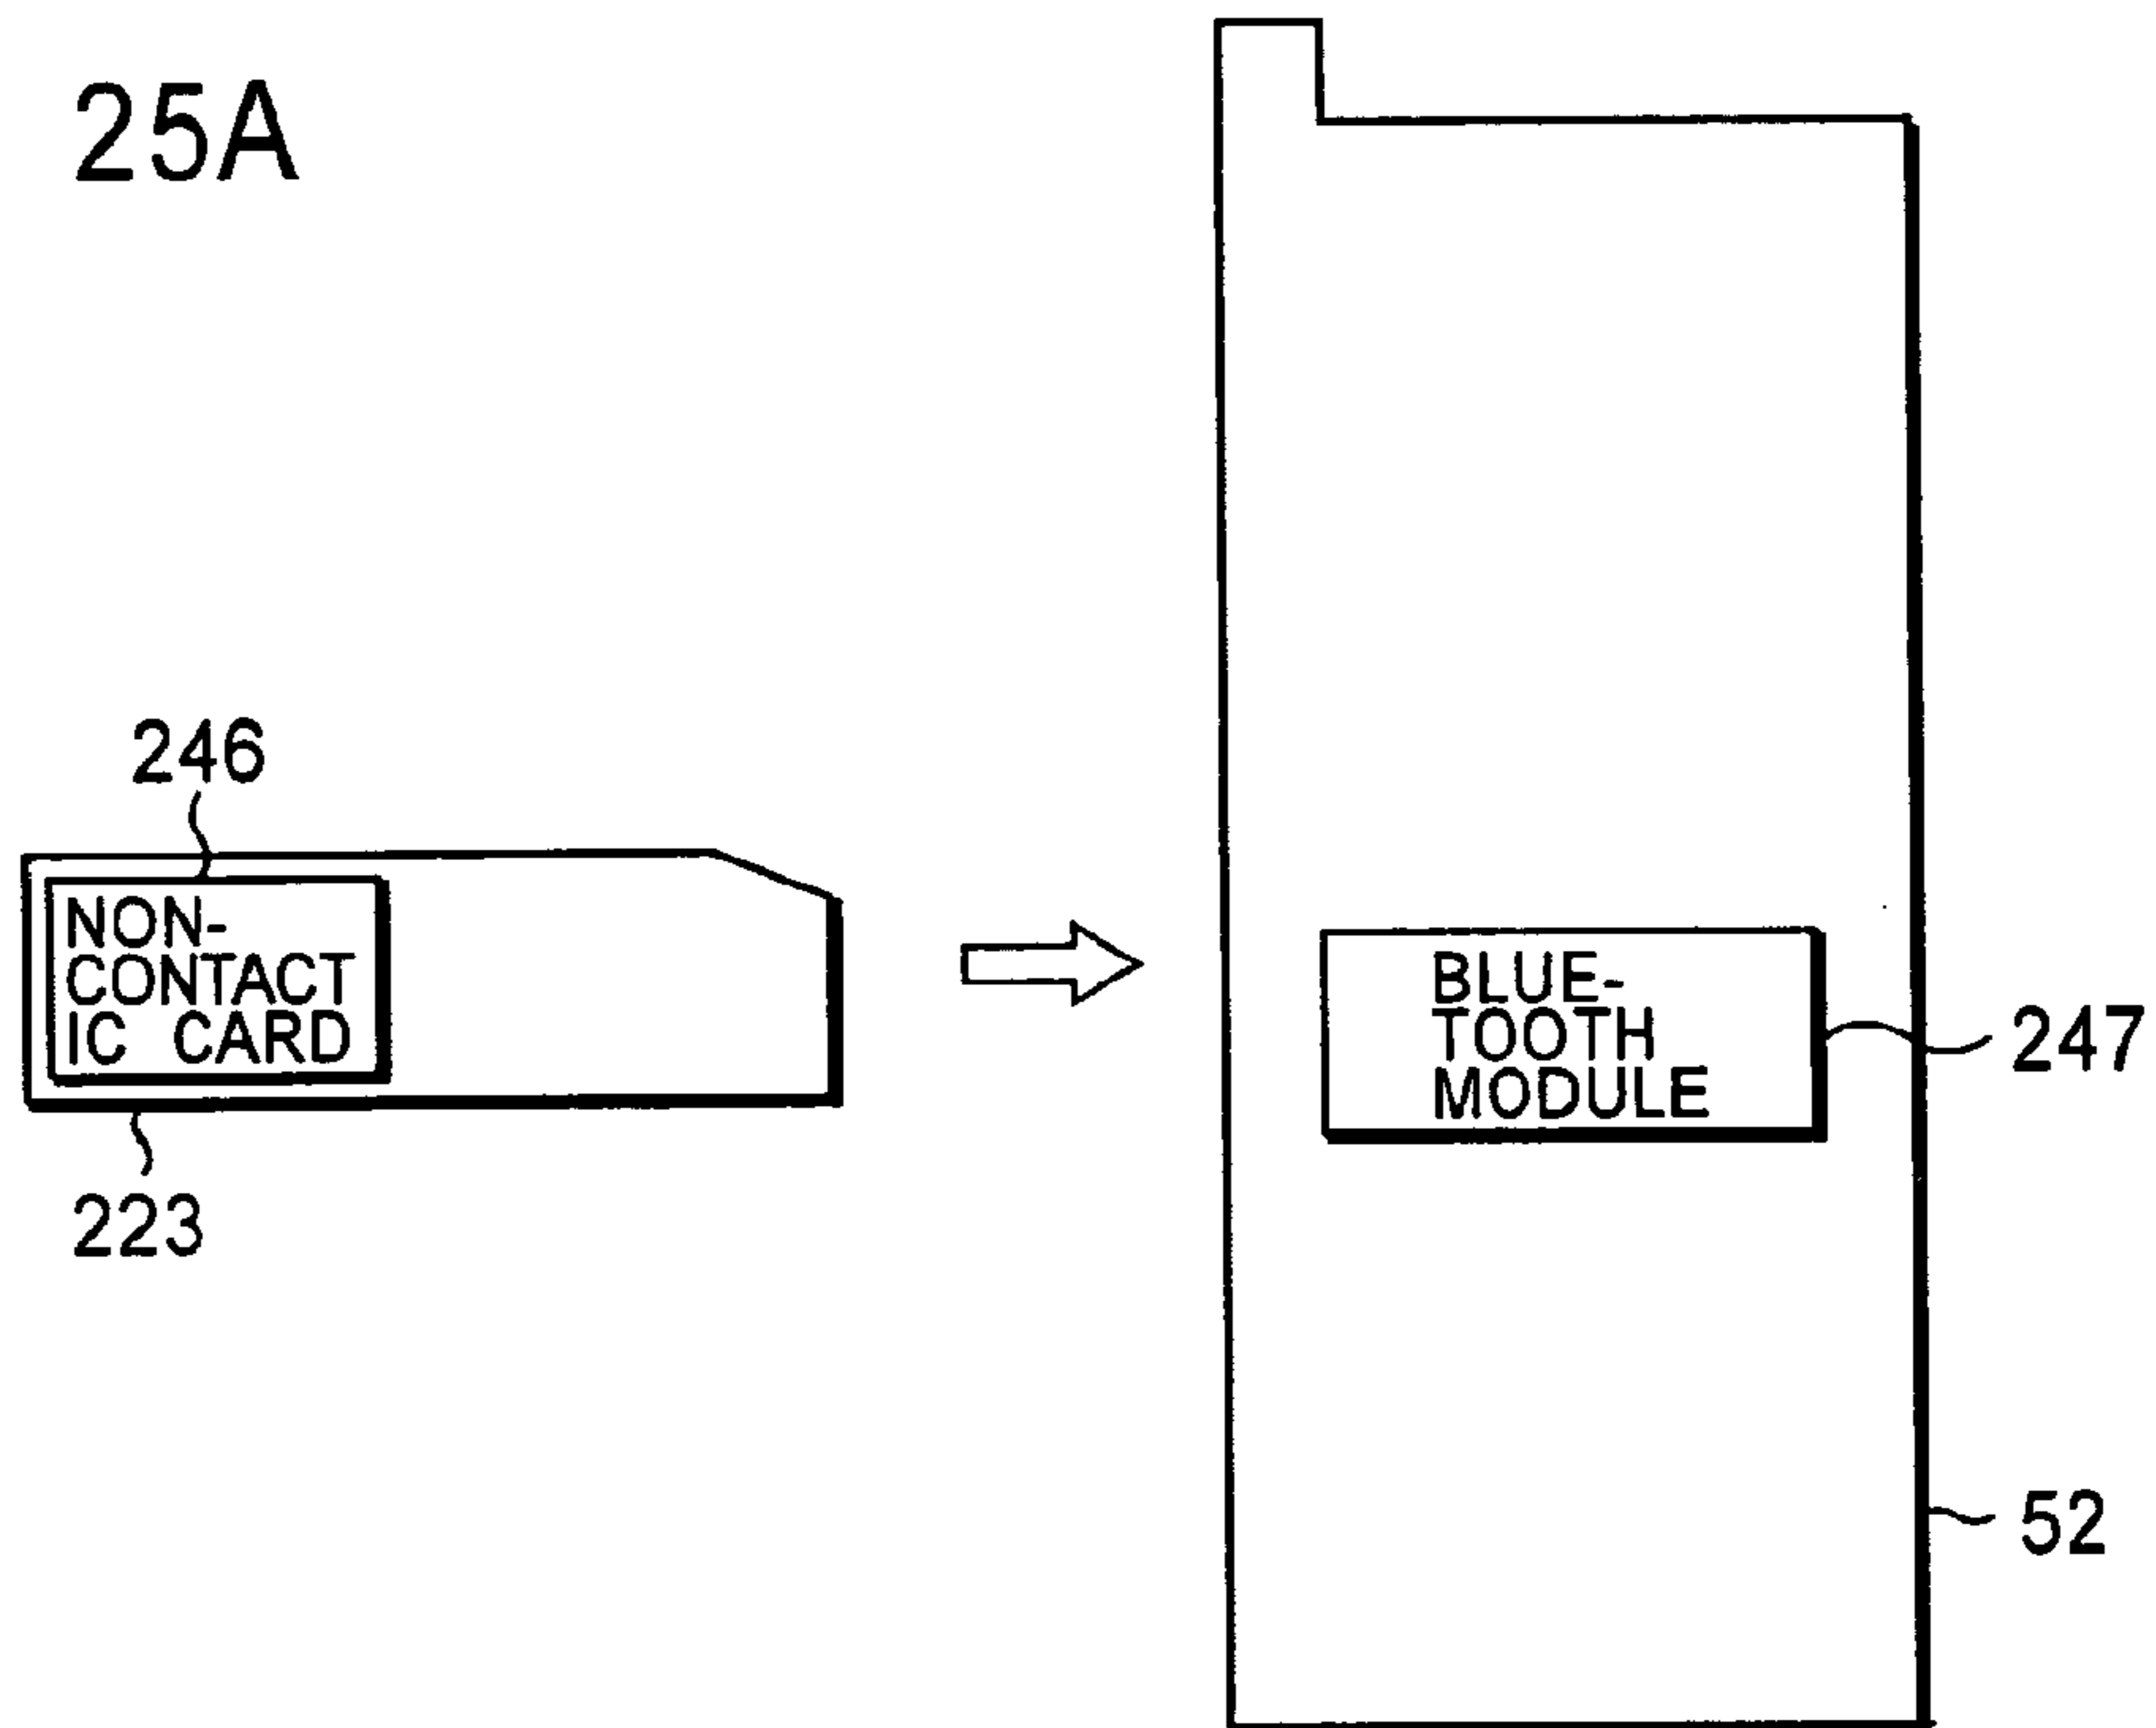 25A
246
NON-
CONTACT
IC CARD
223
BLUE-
TOOTH
MODULE
247
52